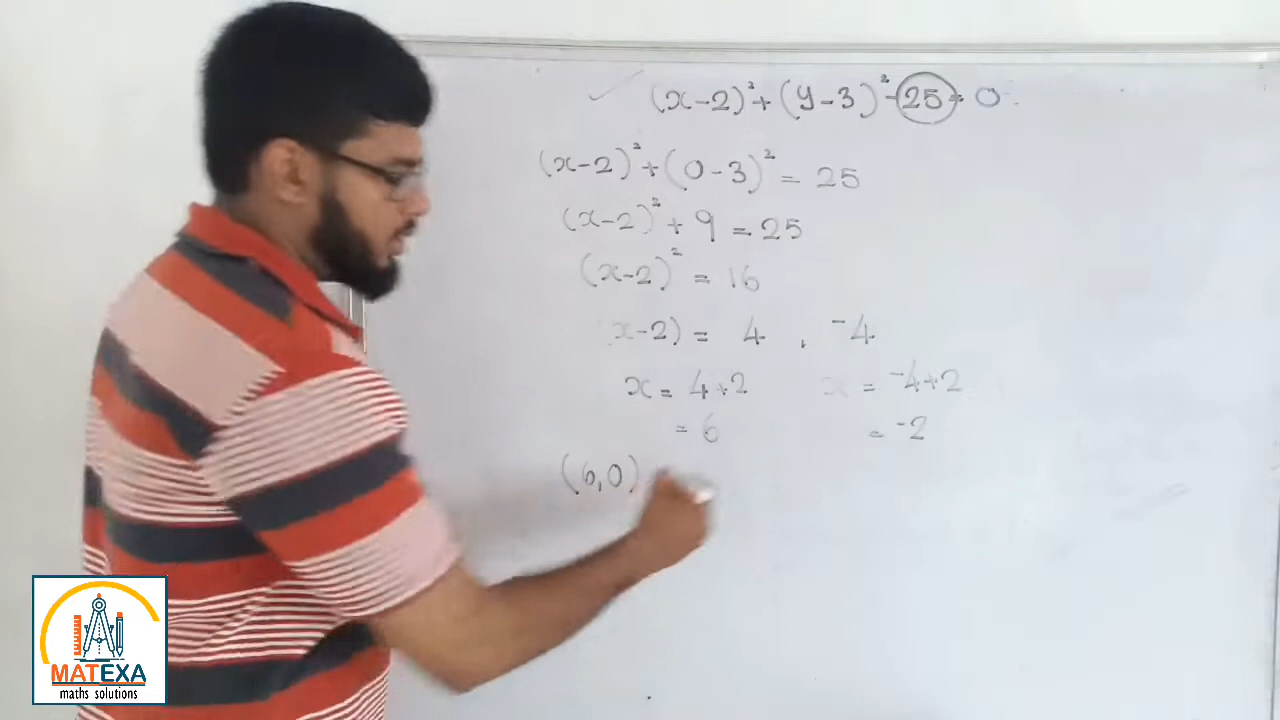 (x-2)²+(y-3)²-25=0
(x-2)²+(0-3)²=25
(x-2)²+9=25
(x-2)²=16
x-2)= 4 , -4
x=4+2 x=-4+2
=6 =-2
(6,0)
MATEXA
maths solutions